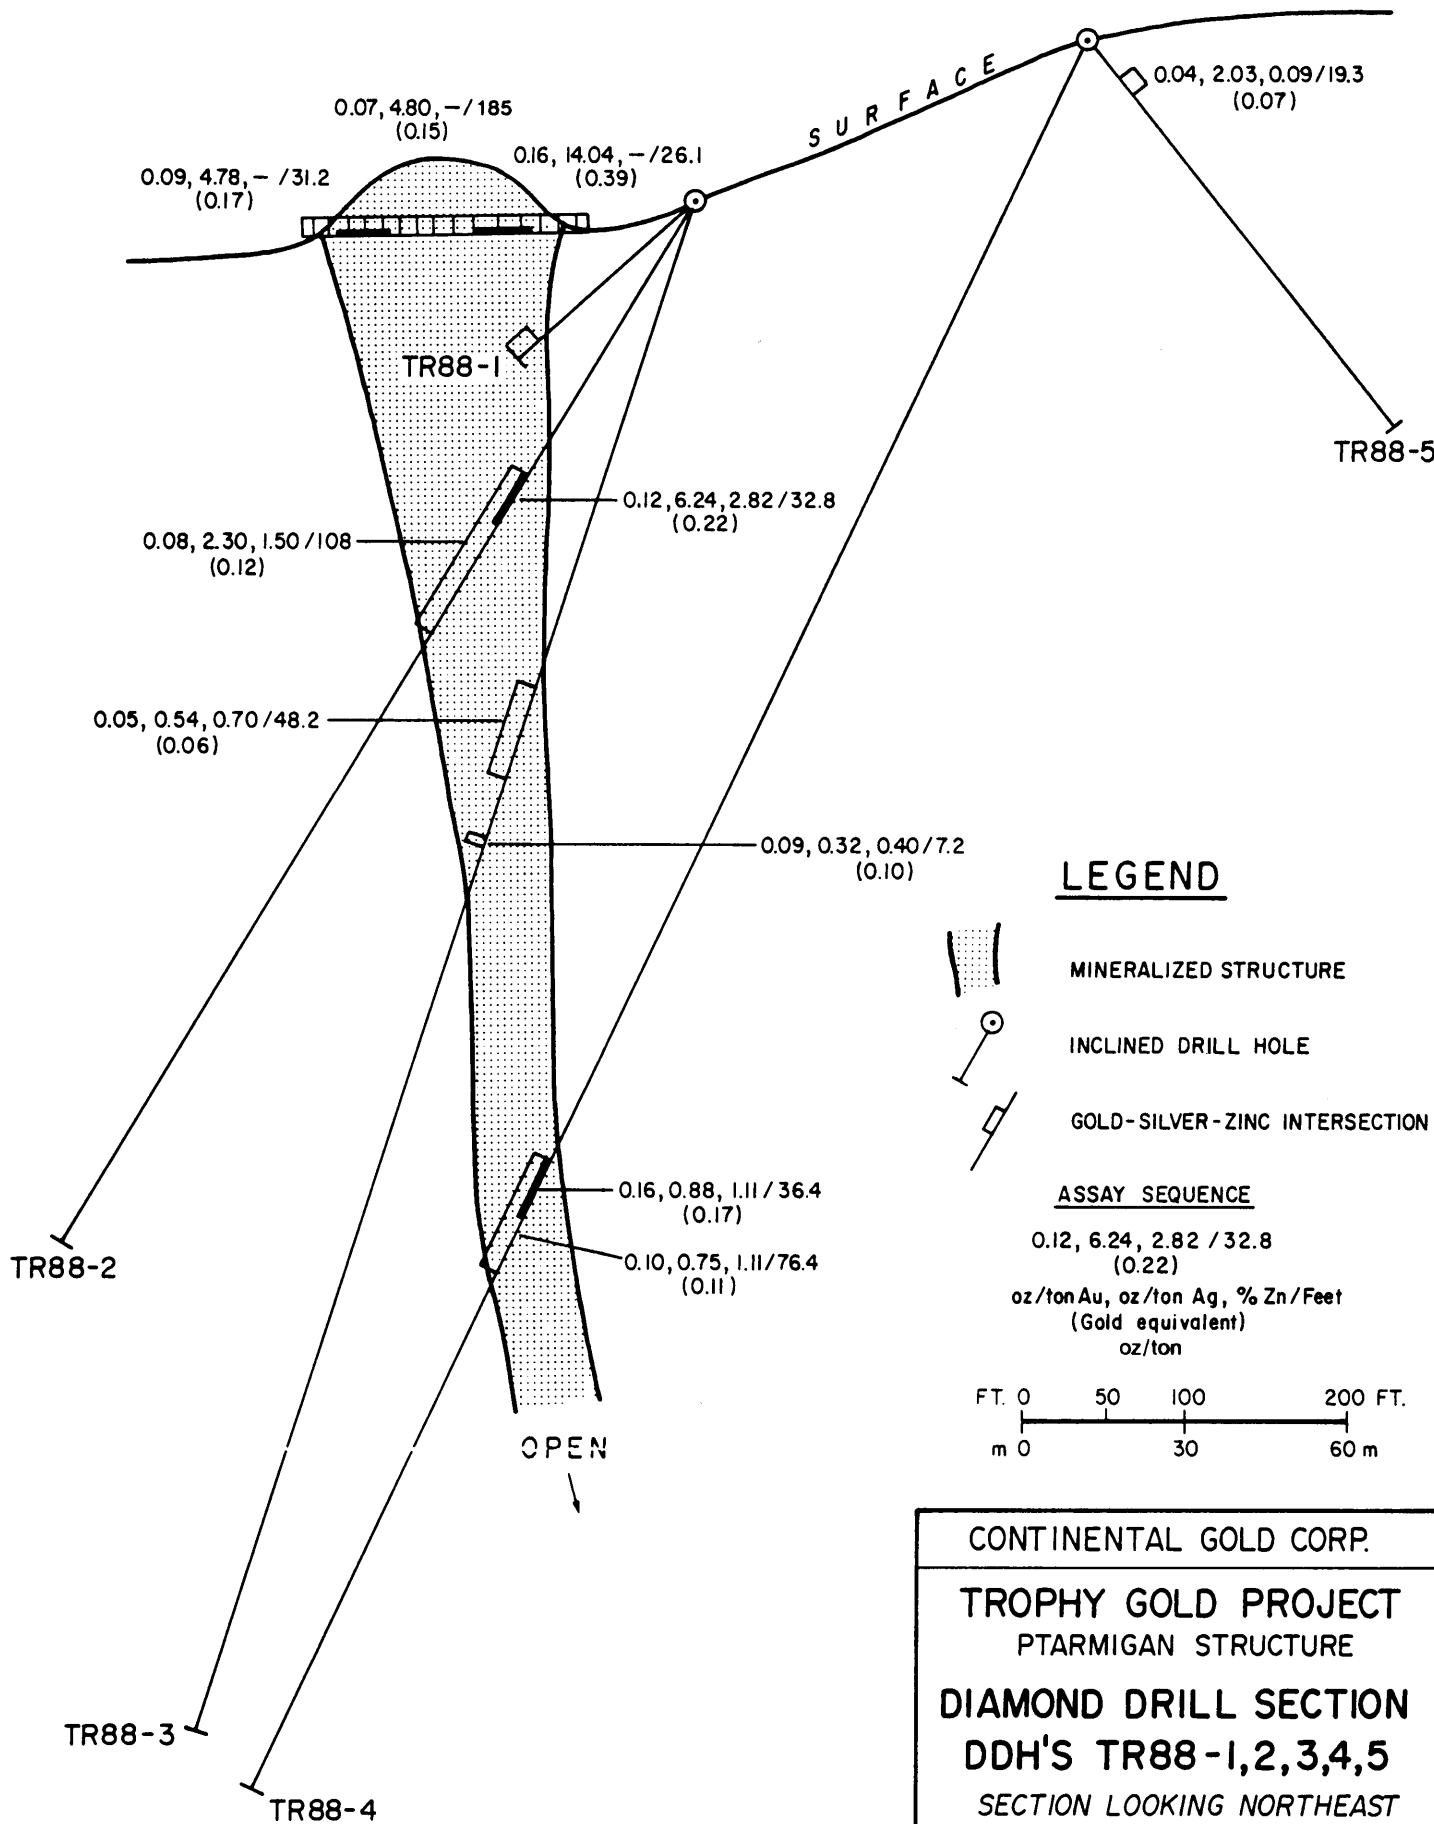 SURFACE
0.04, 2.03, 0.09/19.3
(0.07)
0.07, 4.80, -/185
(0.15)
0.16, 14.04, -/26.1
(0.39)
0.09, 4.78, - /31.2
(0.17)
TR88-1
TR88-5
0.12, 6.24, 2.82/32.8
(0.22)
0.08, 2.30, 1.50/108
(0.12)
0.05, 0.54, 0.70/48.2
(0.06)
0.09, 0.32, 0.40/7.2
(0.10)
LEGEND
MINERALIZED STRUCTURE
INCLINED DRILL HOLE
GOLD-SILVER-ZINC INTERSECTION
ASSAY SEQUENCE
0.12, 6.24, 2.82 /32.8
(0.22)
oz/ton Au, oz/ton Ag, % Zn/Feet
(Gold equivalent)
oz/ton
0.16, 0.88, 1.11/36.4
(0.17)
0.10, 0.75, 1.11/76.4
(0.11)
TR88-2
FT. 0 50 100 200 FT.
m 0 30 60 m
OPEN
TR88-3
TR88-4
CONTINENTAL GOLD CORP.
TROPHY GOLD PROJECT
PTARMIGAN STRUCTURE
DIAMOND DRILL SECTION
DDH'S TR88-1,2,3,4,5
SECTION LOOKING NORTHEAST